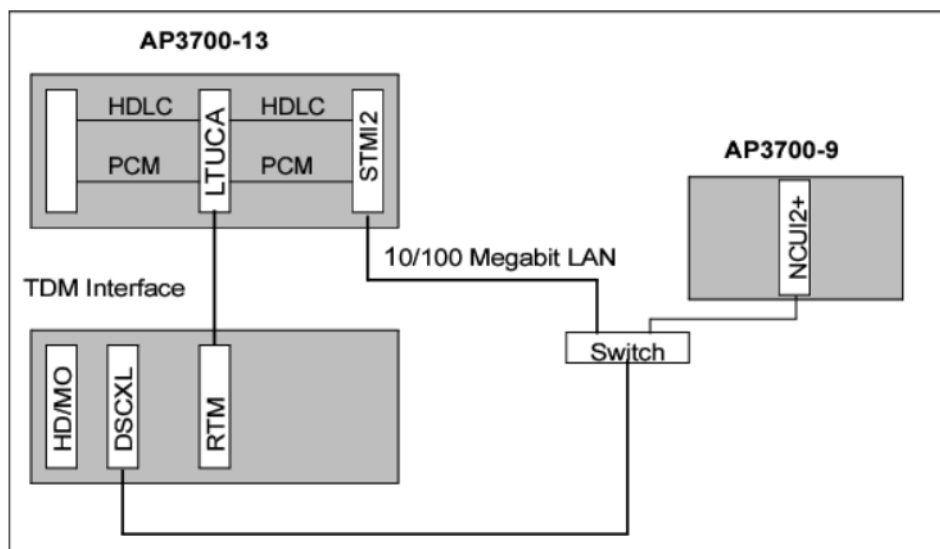 AP3700-13
HDLC
HDLC
LTUCA
STMI2
PCM
PCM
AP3700-9
NCUI2+
10/100 Megabit LAN
TDM Interface
Switch
HD/MO
DSCXL
RTM